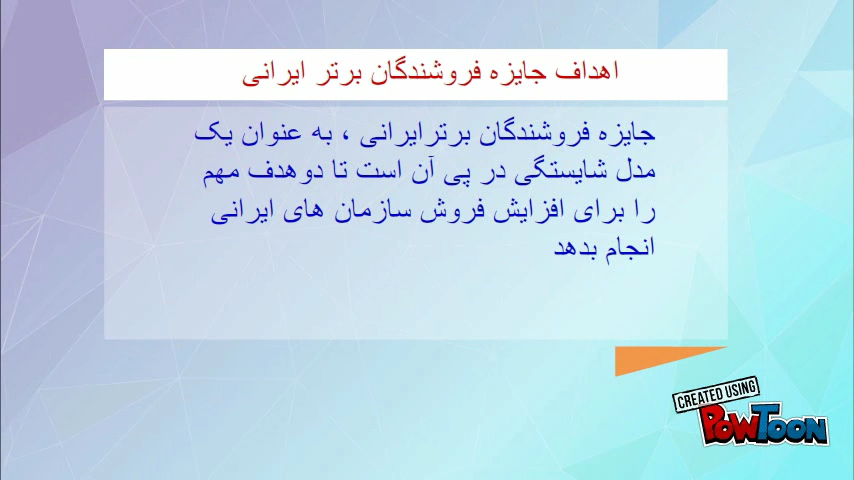 اهداف جایزه فروشندگان برتر ایرانی
جایزه فروشندگان برترایرانی ، به عنوان یک
مدل شایستگی در پی آن است تا دوهدف مهم
را برای افزایش فروش سازمان های ایرانی
انجام بدهد
CREATED USING
POWTOON